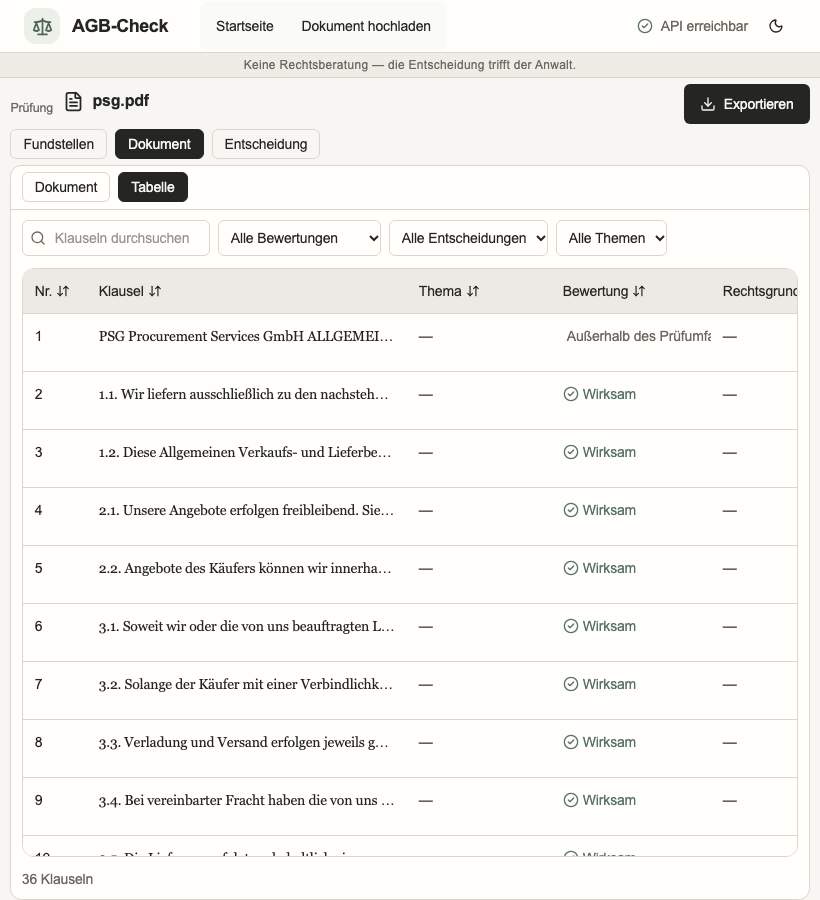 AGB-Check
Startseite Dokument hochladen
API erreichbar
Keine Rechtsberatung — die Entscheidung trifft der Anwalt.
Prüfung psg.pdf
Exportieren
Fundstellen Dokument Entscheidung
Dokument Tabelle
Klauseln durchsuchen Alle Bewertungen Alle Entscheidungen Alle Themen
Nr. Klausel Thema Bewertung Rechtsgrund
1 PSG Procurement Services GmbH ALLGEMEI… — Außerhalb des Prüfumfa —
2 1.1. Wir liefern ausschließlich zu den nachsteh… — Wirksam —
3 1.2. Diese Allgemeinen Verkaufs- und Lieferbe… — Wirksam —
4 2.1. Unsere Angebote erfolgen freibleibend. Sie… — Wirksam —
5 2.2. Angebote des Käufers können wir innerha… — Wirksam —
6 3.1. Soweit wir oder die von uns beauftragten L… — Wirksam —
7 3.2. Solange der Käufer mit einer Verbindlichk… — Wirksam —
8 3.3. Verladung und Versand erfolgen jeweils g… — Wirksam —
9 3.4. Bei vereinbarter Fracht haben die von uns … — Wirksam —
36 Klauseln